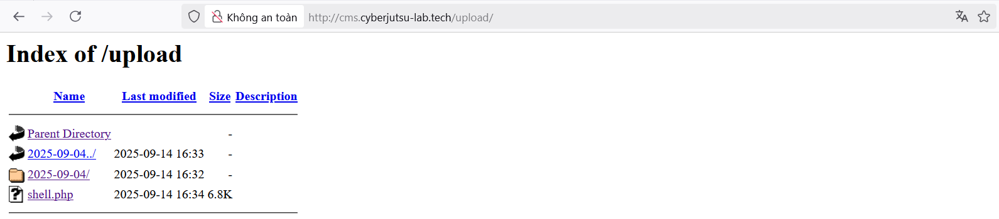 Không an toàn http://cms.cyberjutsu-lab.tech/upload/
Index of /upload
Name Last modified Size Description
Parent Directory -
2025-09-04../ 2025-09-14 16:33 -
2025-09-04/ 2025-09-14 16:32 -
shell.php 2025-09-14 16:34 6.8K